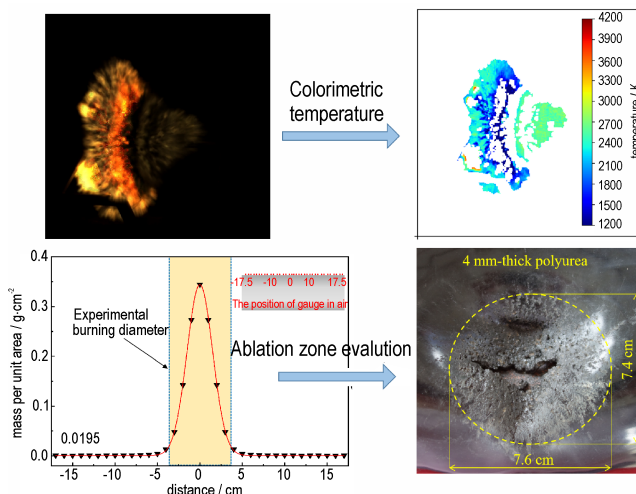 Colorimetric
temperature
4200
3900
3600
3300
3000
2700
2400
2100
1800
1500
1200
temperature / K
mass per unit area / g·cm⁻²
0.4
0.3
0.2
0.1
0.0
-17.5 -10 0 10 17.5
The position of gauge in air
Experimental
burning diameter
0.0195
-15 -10 -5 0 5 10 15
distance / cm
Ablation zone evalution
4 mm-thick polyurea
7.4 cm
7.6 cm